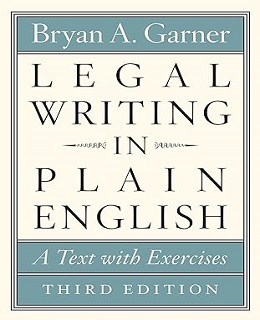 Bryan A. Garner
LEGAL
WRITING
IN
PLAIN
ENGLISH
A Text with Exercises
THIRD EDITION